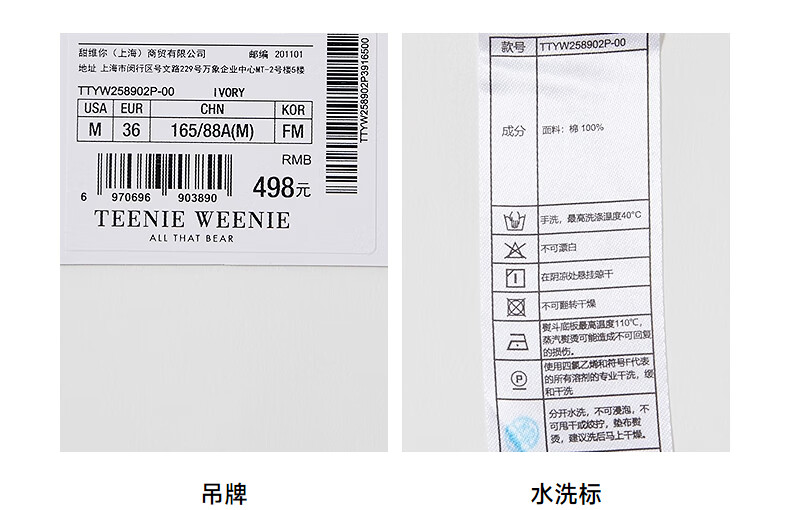 甜维你（上海）商贸有限公司 邮编 201101
地址 上海市闵行区号文路229号万象企业中心MT-2号楼5楼
TTYW258902P-00 IVORY
USA EUR CHN KOR
M 36 165/88A(M) FM
RMB
498元
6 970696 903890
TEENIE WEENIE
ALL THAT BEAR
TTYW258902P3916500
吊牌
款号 TTYW258902P-00
成分 面料：棉 100%
手洗，最高洗涤温度40°C
不可漂白
在阴凉处悬挂晾干
不可翻转干燥
熨斗底板最高温度110℃，
蒸汽熨烫可能造成不可回复
的损伤。
P
使用四氯乙烯和符号F代表
的所有溶剂的专业干洗，缓
和干洗
分开水洗，不可浸泡，不
可甩干或绞拧，垫布熨
烫，建议洗后马上干燥。
水洗标